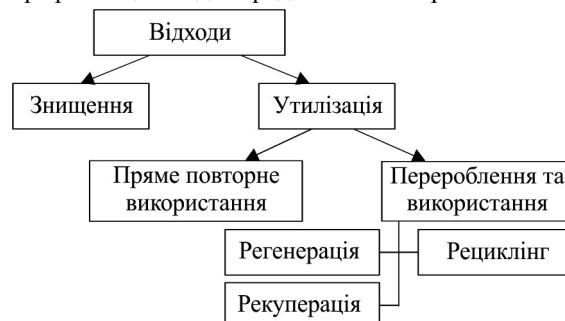 Відходи
Знищення
Утилізація
Пряме повторне
використання
Перероблення та
використання
Регенерація
Рециклінг
Рекуперація